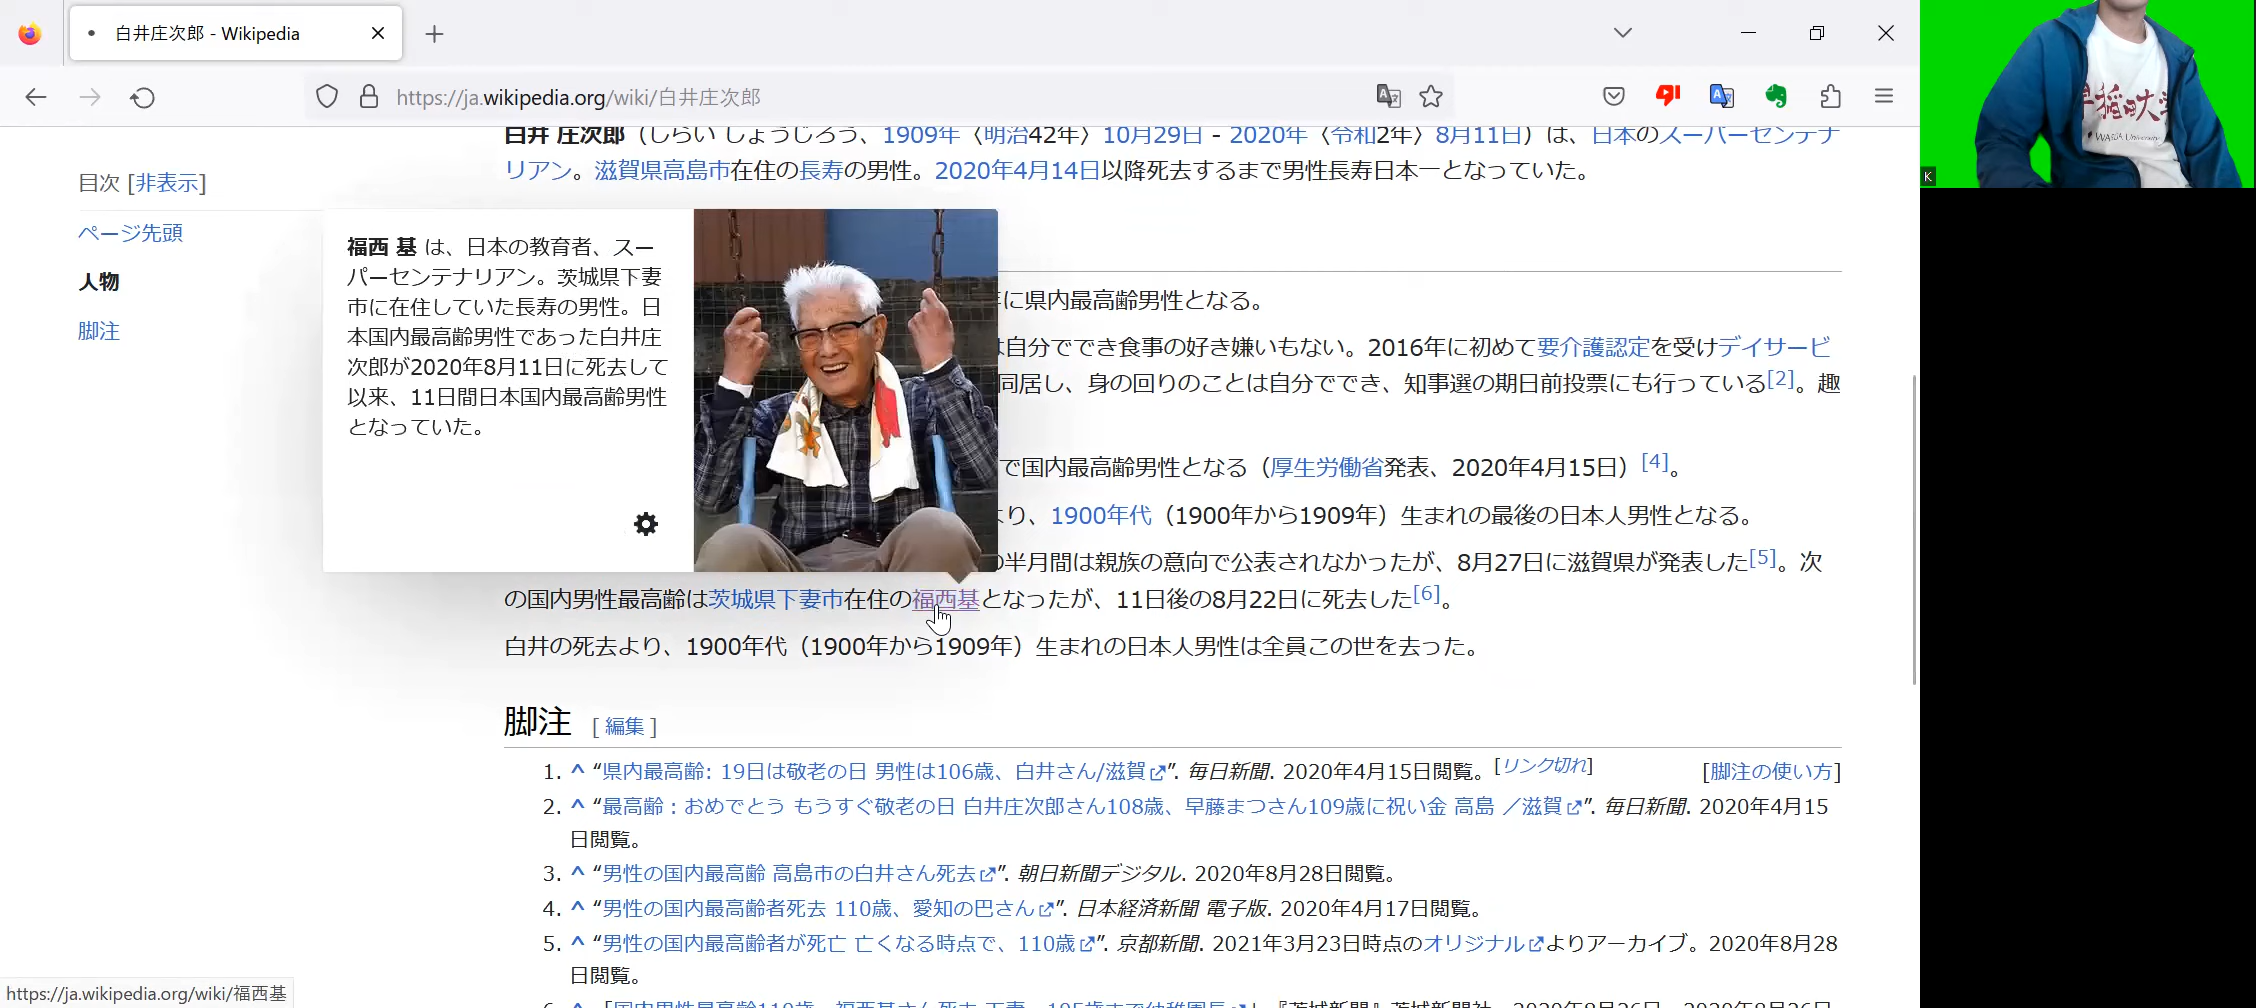 白井庄次郎 - Wikipedia
https://ja.wikipedia.org/wiki/白井庄次郎
白井 庄次郎（しらい しょうじろう、1909年〈明治42年〉10月29日 - 2020年〈令和2年〉8月11日）は、日本のスーパーセンテナ
リアン。滋賀県高島市在住の長寿の男性。2020年4月14日以降死去するまで男性長寿日本一となっていた。
目次 [非表示]
ページ先頭
人物
脚注
福西 基 は、日本の教育者、スー
パーセンテナリアン。茨城県下妻
市に在住していた長寿の男性。日
本国内最高齢男性であった白井庄
次郎が2020年8月11日に死去して
以来、11日間日本国内最高齢男性
となっていた。
に県内最高齢男性となる。
は自分ででき食事の好き嫌いもない。2016年に初めて要介護認定を受けデイサービ
同居し、身の回りのことは自分ででき、知事選の期日前投票にも行っている[2]。趣
で国内最高齢男性となる（厚生労働省発表、2020年4月15日）[4]。
より、1900年代（1900年から1909年）生まれの最後の日本人男性となる。
の半月間は親族の意向で公表されなかったが、8月27日に滋賀県が発表した[5]。次
の国内男性最高齢は茨城県下妻市在住の福西基となったが、11日後の8月22日に死去した[6]。
白井の死去より、1900年代（1900年から1909年）生まれの日本人男性は全員この世を去った。
脚注 [ 編集 ]
[脚注の使い方]
1. ^ “県内最高齢: 19日は敬老の日 男性は106歳、白井さん/滋賀”. 毎日新聞. 2020年4月15日閲覧。[リンク切れ]
2. ^ “最高齢：おめでとう もうすぐ敬老の日 白井庄次郎さん108歳、早藤まつさん109歳に祝い金 高島 ／滋賀”. 毎日新聞. 2020年4月15
日閲覧。
3. ^ “男性の国内最高齢 高島市の白井さん死去”. 朝日新聞デジタル. 2020年8月28日閲覧。
4. ^ “男性の国内最高齢者死去 110歳、愛知の巴さん”. 日本経済新聞 電子版. 2020年4月17日閲覧。
5. ^ “男性の国内最高齢者が死亡 亡くなる時点で、110歳”. 京都新聞. 2021年3月23日時点のオリジナルよりアーカイブ。2020年8月28
日閲覧。
https://ja.wikipedia.org/wiki/福西基
早稲田大学
K